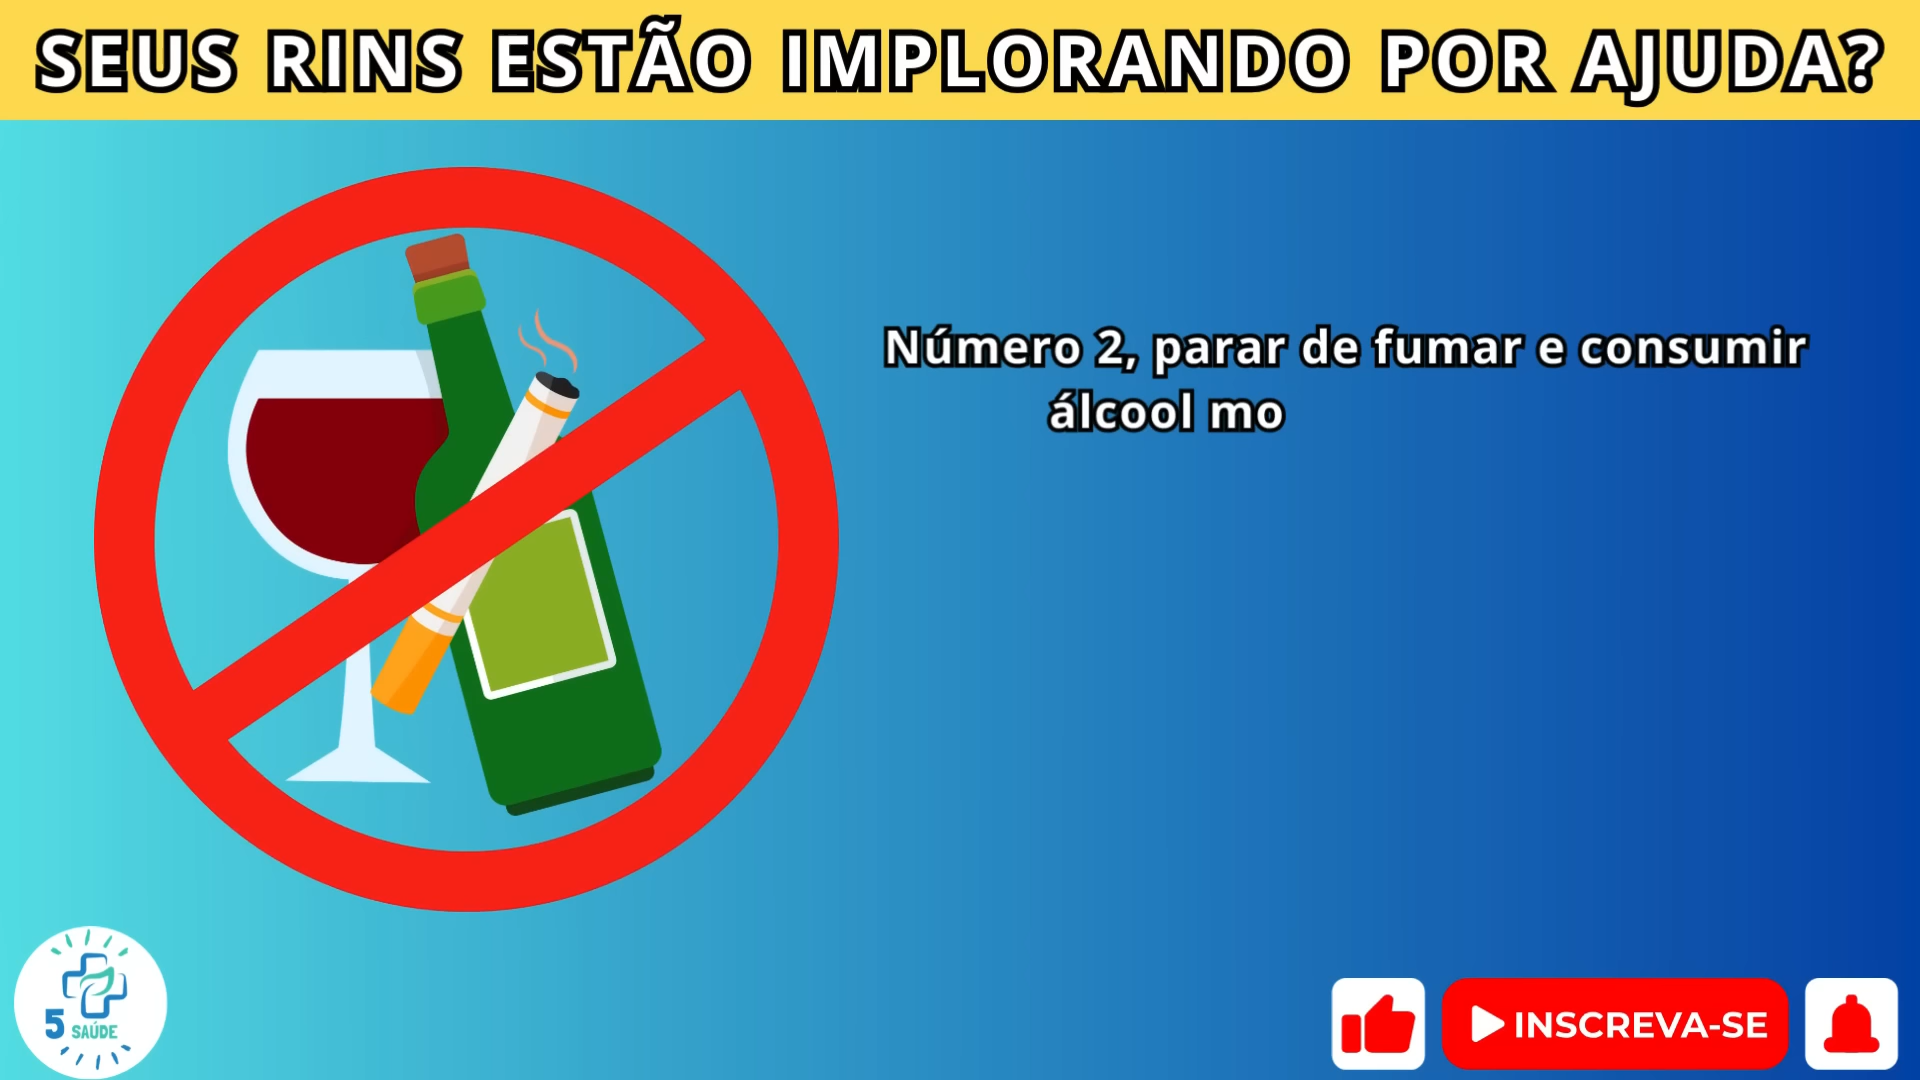 SEUS RINS ESTÃO IMPLORANDO POR AJUDA?
Número 2, parar de fumar e consumir
álcool mo
5 SAÚDE
INSCREVA-SE